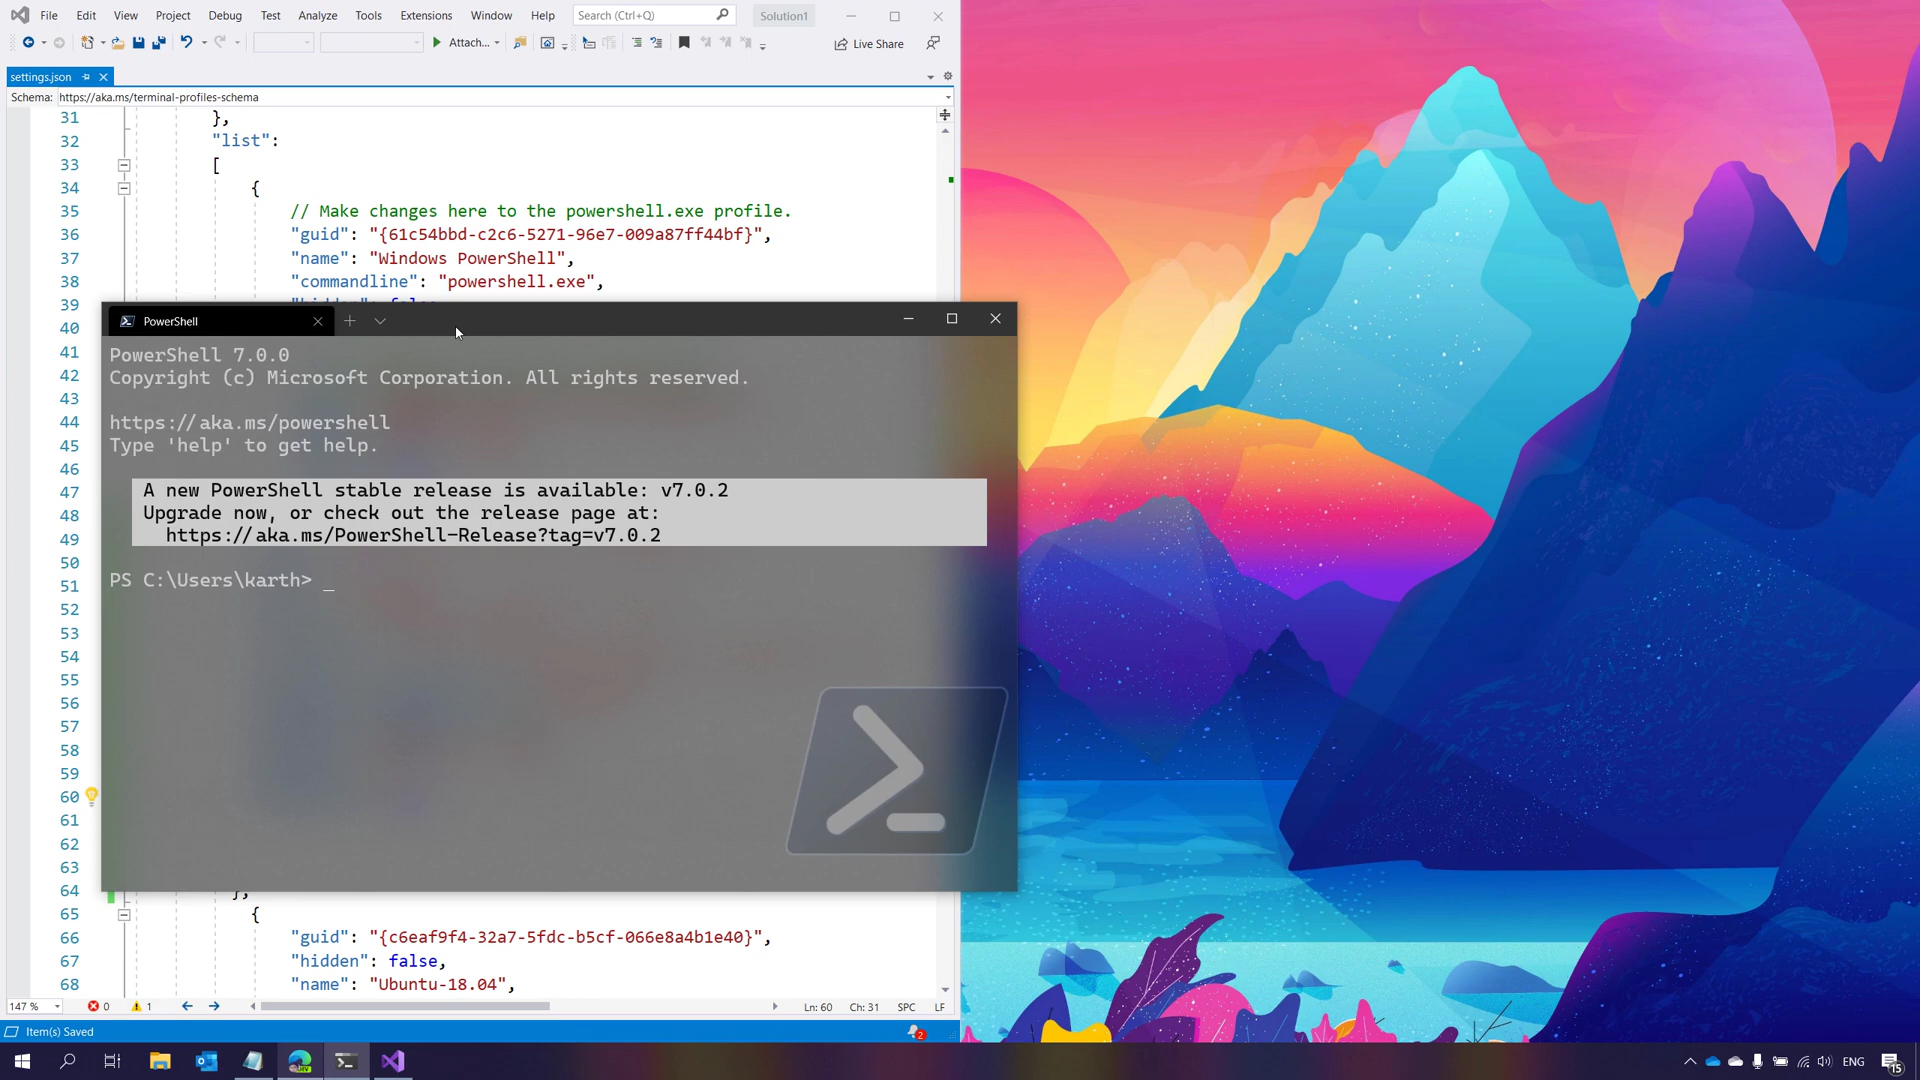 File Edit View Project Debug Test Analyze Tools Extensions Window Help Search (Ctrl+Q) Solution1
Attach... Live Share
settings.json
Schema: https://aka.ms/terminal-profiles-schema
31 },
32 "list":
33 [
34 {
35 // Make changes here to the powershell.exe profile.
36 "guid": "{61c54bbd-c2c6-5271-96e7-009a87ff44bf}",
37 "name": "Windows PowerShell",
38 "commandline": "powershell.exe",
39
40
41
42
43
44
45
46
47
48
49
50
51
52
53
54
55
56
57
58
59
60
61
62
63
64 },
65 {
66 "guid": "{c6eaf9f4-32a7-5fdc-b5cf-066e8a4b1e40}",
67 "hidden": false,
68 "name": "Ubuntu-18.04",
PowerShell
PowerShell 7.0.0
Copyright (c) Microsoft Corporation. All rights reserved.
https://aka.ms/powershell
Type 'help' to get help.
A new PowerShell stable release is available: v7.0.2
Upgrade now, or check out the release page at:
https://aka.ms/PowerShell-Release?tag=v7.0.2
PS C:\Users\karth> _
147 % 0 1 Ln: 60 Ch: 31 SPC LF
Item(s) Saved 2
ENG 15